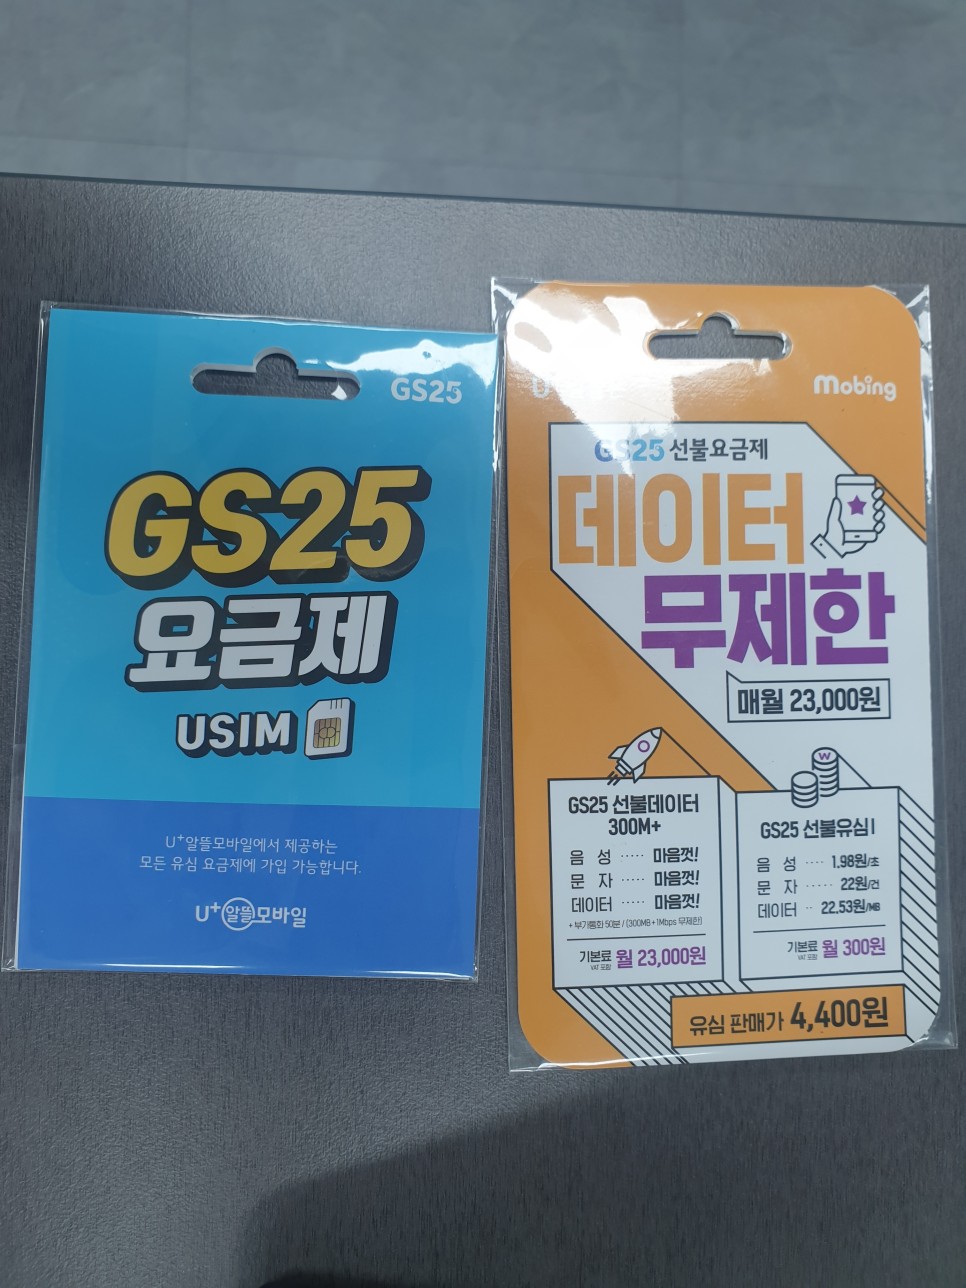 GS25
GS25
요금제
USIM
U+알뜰모바일에서 제공하는
모든 유심 요금제에 가입 가능합니다.
U+알뜰모바일
U
mobing
GS25 선불요금제
데이터
무제한
매월 23,000원
GS25 선불데이터
300M+
음 성 ····· 마음껏!
문 자 ····· 마음껏!
데이터 ·· 마음껏!
+ 부가통화 50분 / (300MB+1Mbps 무제한)
기본료 월 23,000원
VAT 포함
GS25 선불유심 I
음 성 ···· 1.98원/초
문 자 ····· 22원/건
데이터 ·· 22.53원/MB
기본료 월 300원
VAT 포함
유심 판매가 4,400원